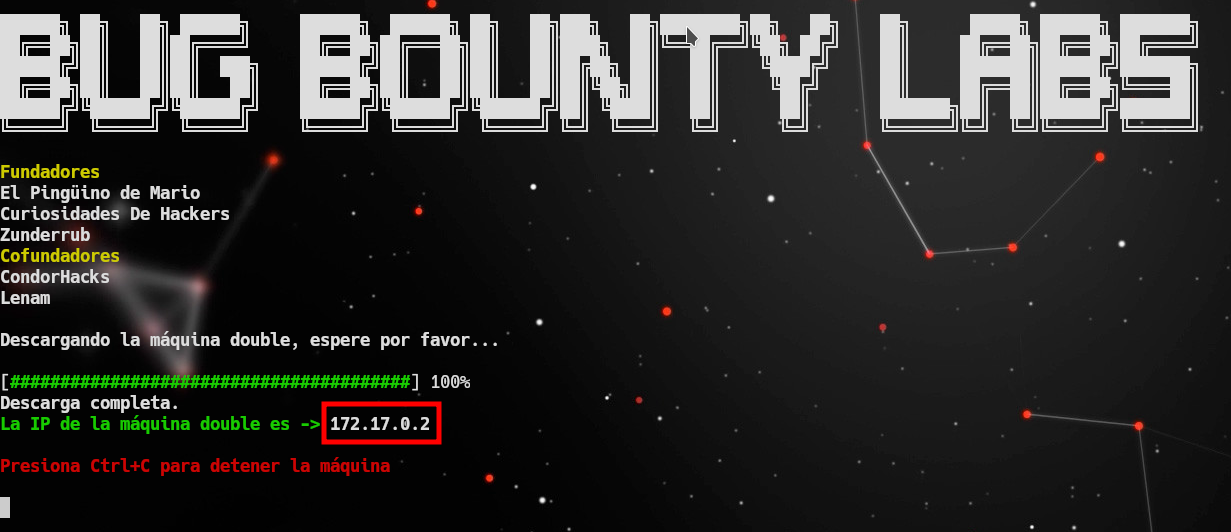 BUG BOUNTY LABS
Fundadores
El Pingüino de Mario
Curiosidades De Hackers
Zunderrub
Cofundadores
CondorHacks
Lenam
Descargando la máquina double, espere por favor...
[########################################] 100%
Descarga completa.
La IP de la máquina double es -> 172.17.0.2
Presiona Ctrl+C para detener la máquina